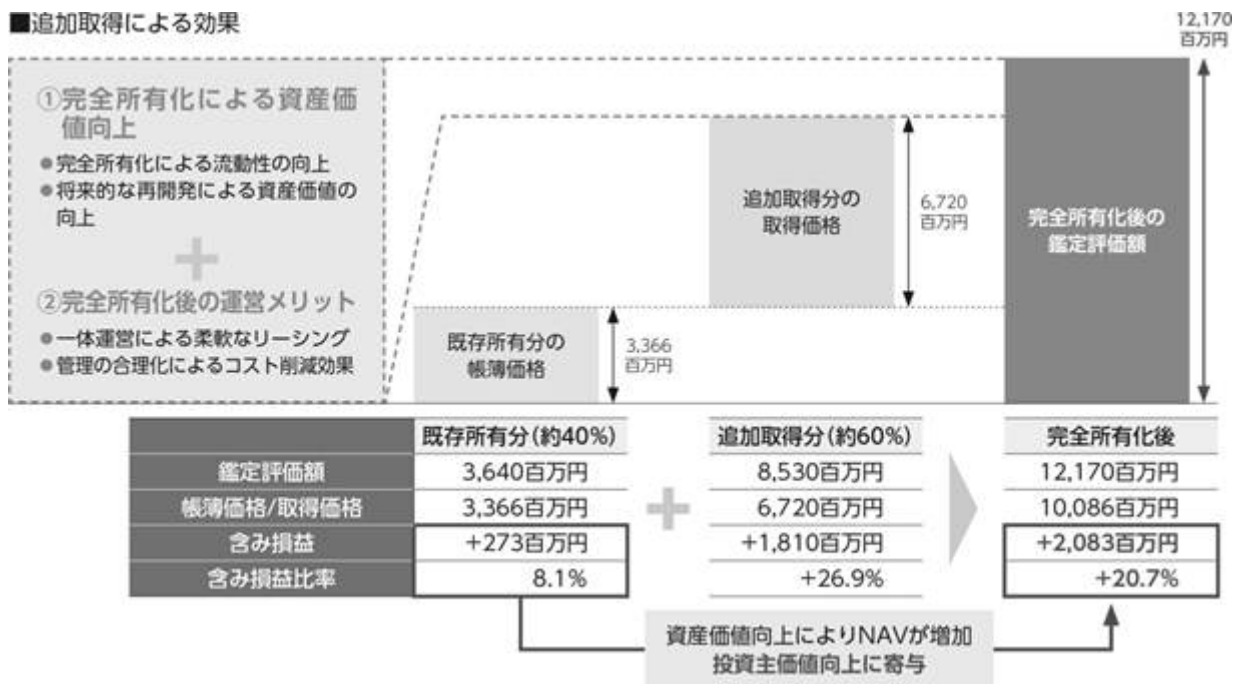 ■追加取得による効果
12,170
百万円
①完全所有化による資産価
値向上
●完全所有化による流動性の向上
●将来的な再開発による資産価値の
向上
+
②完全所有化後の運営メリット
●一体運営による柔軟なリーシング
●管理の合理化によるコスト削減効果
既存所有分の
帳簿価格
3,366
百万円
追加取得分の
取得価格
6,720
百万円
完全所有化後の
鑑定評価額
既存所有分(約40%) 追加取得分(約60%) 完全所有化後
鑑定評価額 3,640百万円 8,530百万円 12,170百万円
帳簿価格/取得価格 3,366百万円 + 6,720百万円 10,086百万円
含み損益 +273百万円 +1,810百万円 +2,083百万円
含み損益比率 8.1% +26.9% +20.7%
資産価値向上によりNAVが増加
投資主価値向上に寄与